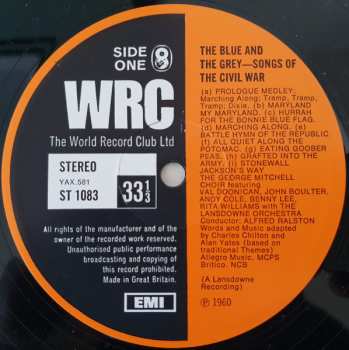 SIDE
ONE 8
WRC
The World Record Club Ltd
STEREO
YAX.581
ST 1083
33 1/3
All rights of the manufacturer and of the
owner of the recorded work reserved.
Unauthorised public performance
broadcasting and copying of
this record prohibited.
Made in Great Britain.
EMI
THE BLUE AND
THE GREY—SONGS OF
THE CIVIL WAR
(a) PROLOGUE MEDLEY;
Marching Along; Tramp, Tramp,
Tramp; Dixie. (b) MARYLAND
MY MARYLAND. (c) HURRAH
FOR THE BONNIE BLUE FLAG.
(d) MARCHING ALONG. (e)
BATTLE HYMN OF THE REPUBLIC
(f) ALL QUIET ALONG THE
POTOMAC. (g) EATING GOOBER
PEAS. (h) GRAFTED INTO THE
ARMY. (i) STONEWALL
JACKSON'S WAY
THE GEORGE MITCHELL
CHOIR featuring
VAL DOONICAN, JOHN BOULTER,
ANDY COLE, BENNY LEE,
RITA WILLIAMS with THE
LANSDOWNE ORCHESTRA
Conductor: ALFRED RALSTON
Words and Music adapted
by Charles Chilton and
Alan Yates (based on
traditional Themes)
Allegro Music, MCPS
Britico. NCB
(A Lansdowne
Recording)
℗ 1960